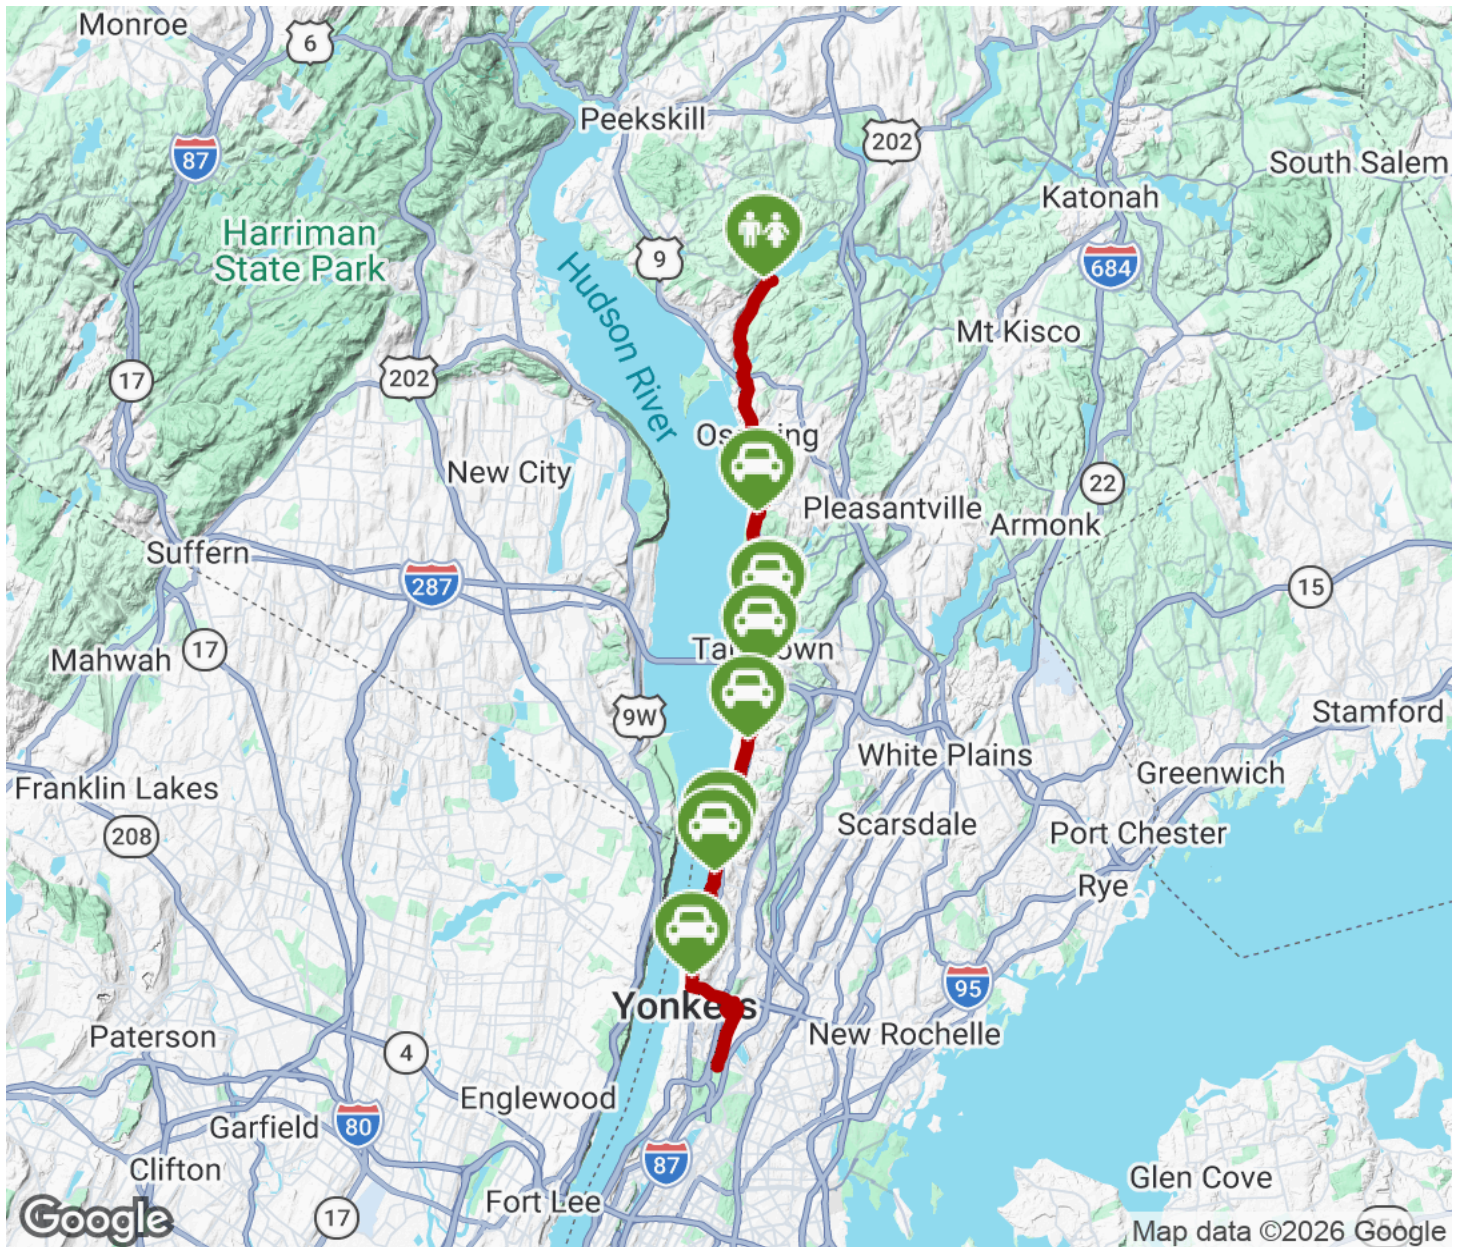 Monroe
6
Peekskill
202
87
South Salem
Katonah
Harriman
State Park
9
684
Hudson River
Mt Kisco
17
202
New City
22
Pleasantville
Armonk
Suffern
287
15
17
Mahwah
9W
Stamford
White Plains
Greenwich
Franklin Lakes
208
Scarsdale
Port Chester
Rye
95
Paterson
4
New Rochelle
Englewood
Garfield
80
87
Clifton
Glen Cove
Fort Lee
17
Google
Map data ©2026 Google